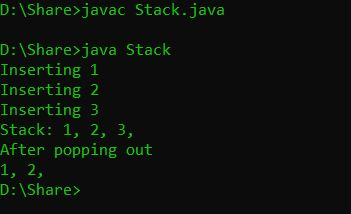 D:\Share>javac Stack.java
D:\Share>java Stack
Inserting 1
Inserting 2
Inserting 3
Stack: 1, 2, 3,
After popping out
1, 2,
D:\Share>